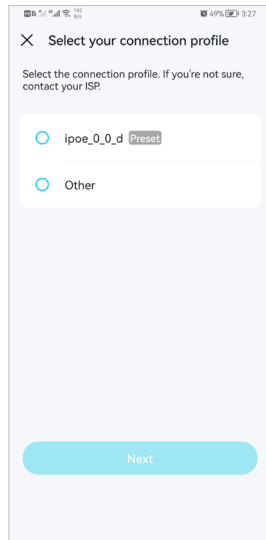 192
B/s
49%
3:27
Select your connection profile
Select the connection profile. If you're not sure,
contact your ISP.
ipoe_0_0_d Preset
Other
Next